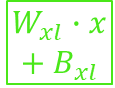 W_{xl} · x
+ B_{xl}